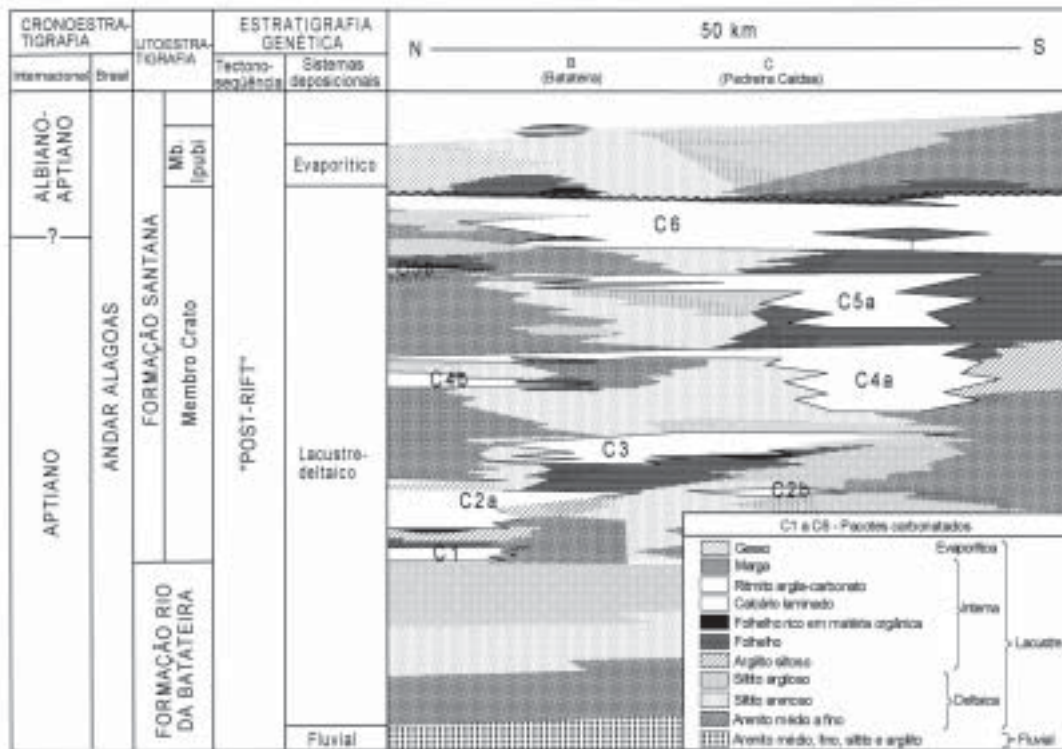 CRONOESTRA-
TIGRAFIA
LITOESTRA-
TIGRAFIA
ESTRATIGRAFIA
GENÉTICA
Internacional
Brasil
Tectono-
seqüência
Sistemas
deposicionais
N
50 km
S
B
(Batateira)
C
(Pedreira Caldas)
ALBIANO-
APTIANO
?
APTIANO
ANDAR ALAGOAS
FORMAÇÃO SANTANA
FORMAÇÃO RIO
DA BATATEIRA
Mb.
Ipubi
Membro Crato
"POST-RIFT"
Evaporítico
Lacustre-
deltaico
Fluvial
C6
C5a
C4b
C4a
C3
C2a
C2b
C1
C1 a C6 - Pacotes carbonatados
Gesso
Evaporítica
Marga
Ritmito argila-carbonato
Calcário laminado
Folhelho rico em matéria orgânica
Folhelho
Argilito siltoso
Interna
Lacustre
Siltito argiloso
Siltito arenoso
Arenito médio a fino
Deltaica
Arenito médio, fino, siltito e argilito
Fluvial